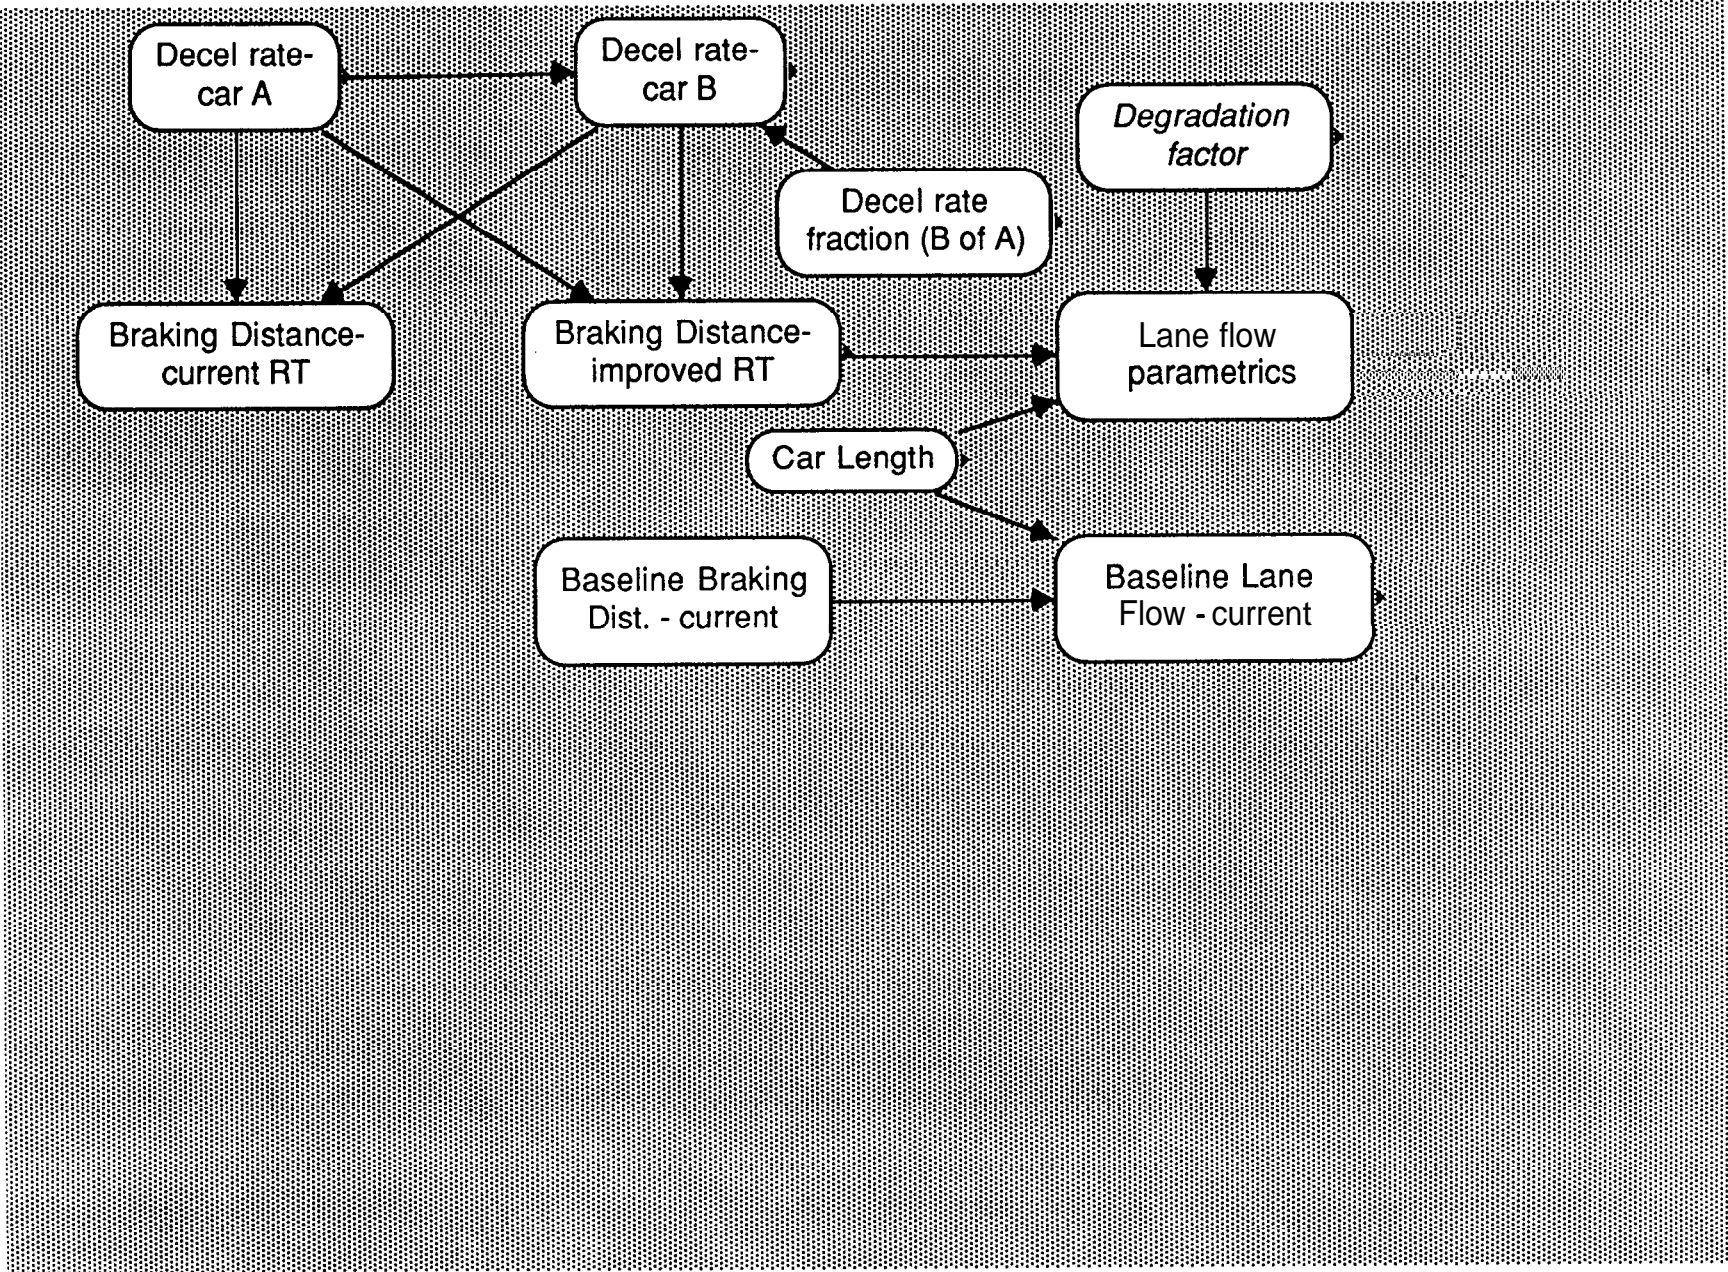 Decel rate-
car A
Decel rate-
car B
Degradation
factor
Decel rate
fraction (B of A)
Braking Distance-
current RT
Braking Distance-
improved RT
Lane flow
parametrics
Car Length
Baseline Braking
Dist. - current
Baseline Lane
Flow - current